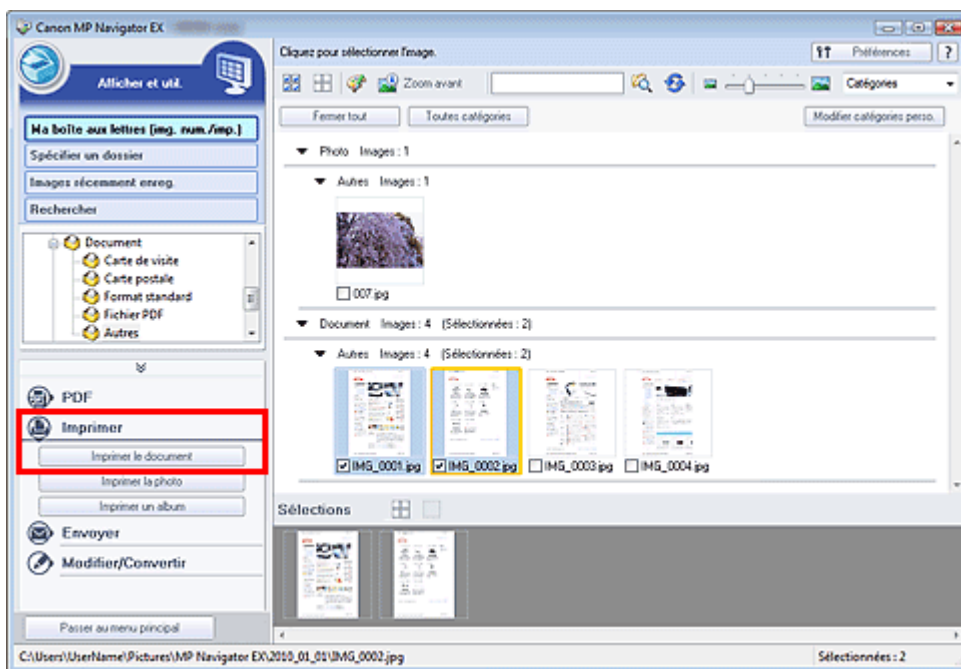 Canon MP Navigator EX
Afficher et util.
Ma boîte aux lettres (img. num./imp.)
Spécifier un dossier
Images récemment enreg.
Rechercher
Document
Carte de visite
Carte postale
Format standard
Fichier PDF
Autres
PDF
Imprimer
Imprimer le document
Imprimer la photo
Imprimer un album
Envoyer
Modifier/Convertir
Passer au menu principal
Cliquez pour sélectionner l'image.
Préférences
?
Zoom avant
Catégories
Fermer tout
Toutes catégories
Modifier catégories perso.
Photo Images : 1
Autres Images : 1
007.jpg
Document Images : 4 (Sélectionnées : 2)
Autres Images : 4 (Sélectionnées : 2)
IMG_0001.jpg
IMG_0002.jpg
IMG_0003.jpg
IMG_0004.jpg
Sélections
C:\Users\UserName\Pictures\MP Navigator EX\2010_01_01\IMG_0002.jpg
Sélectionnées : 2